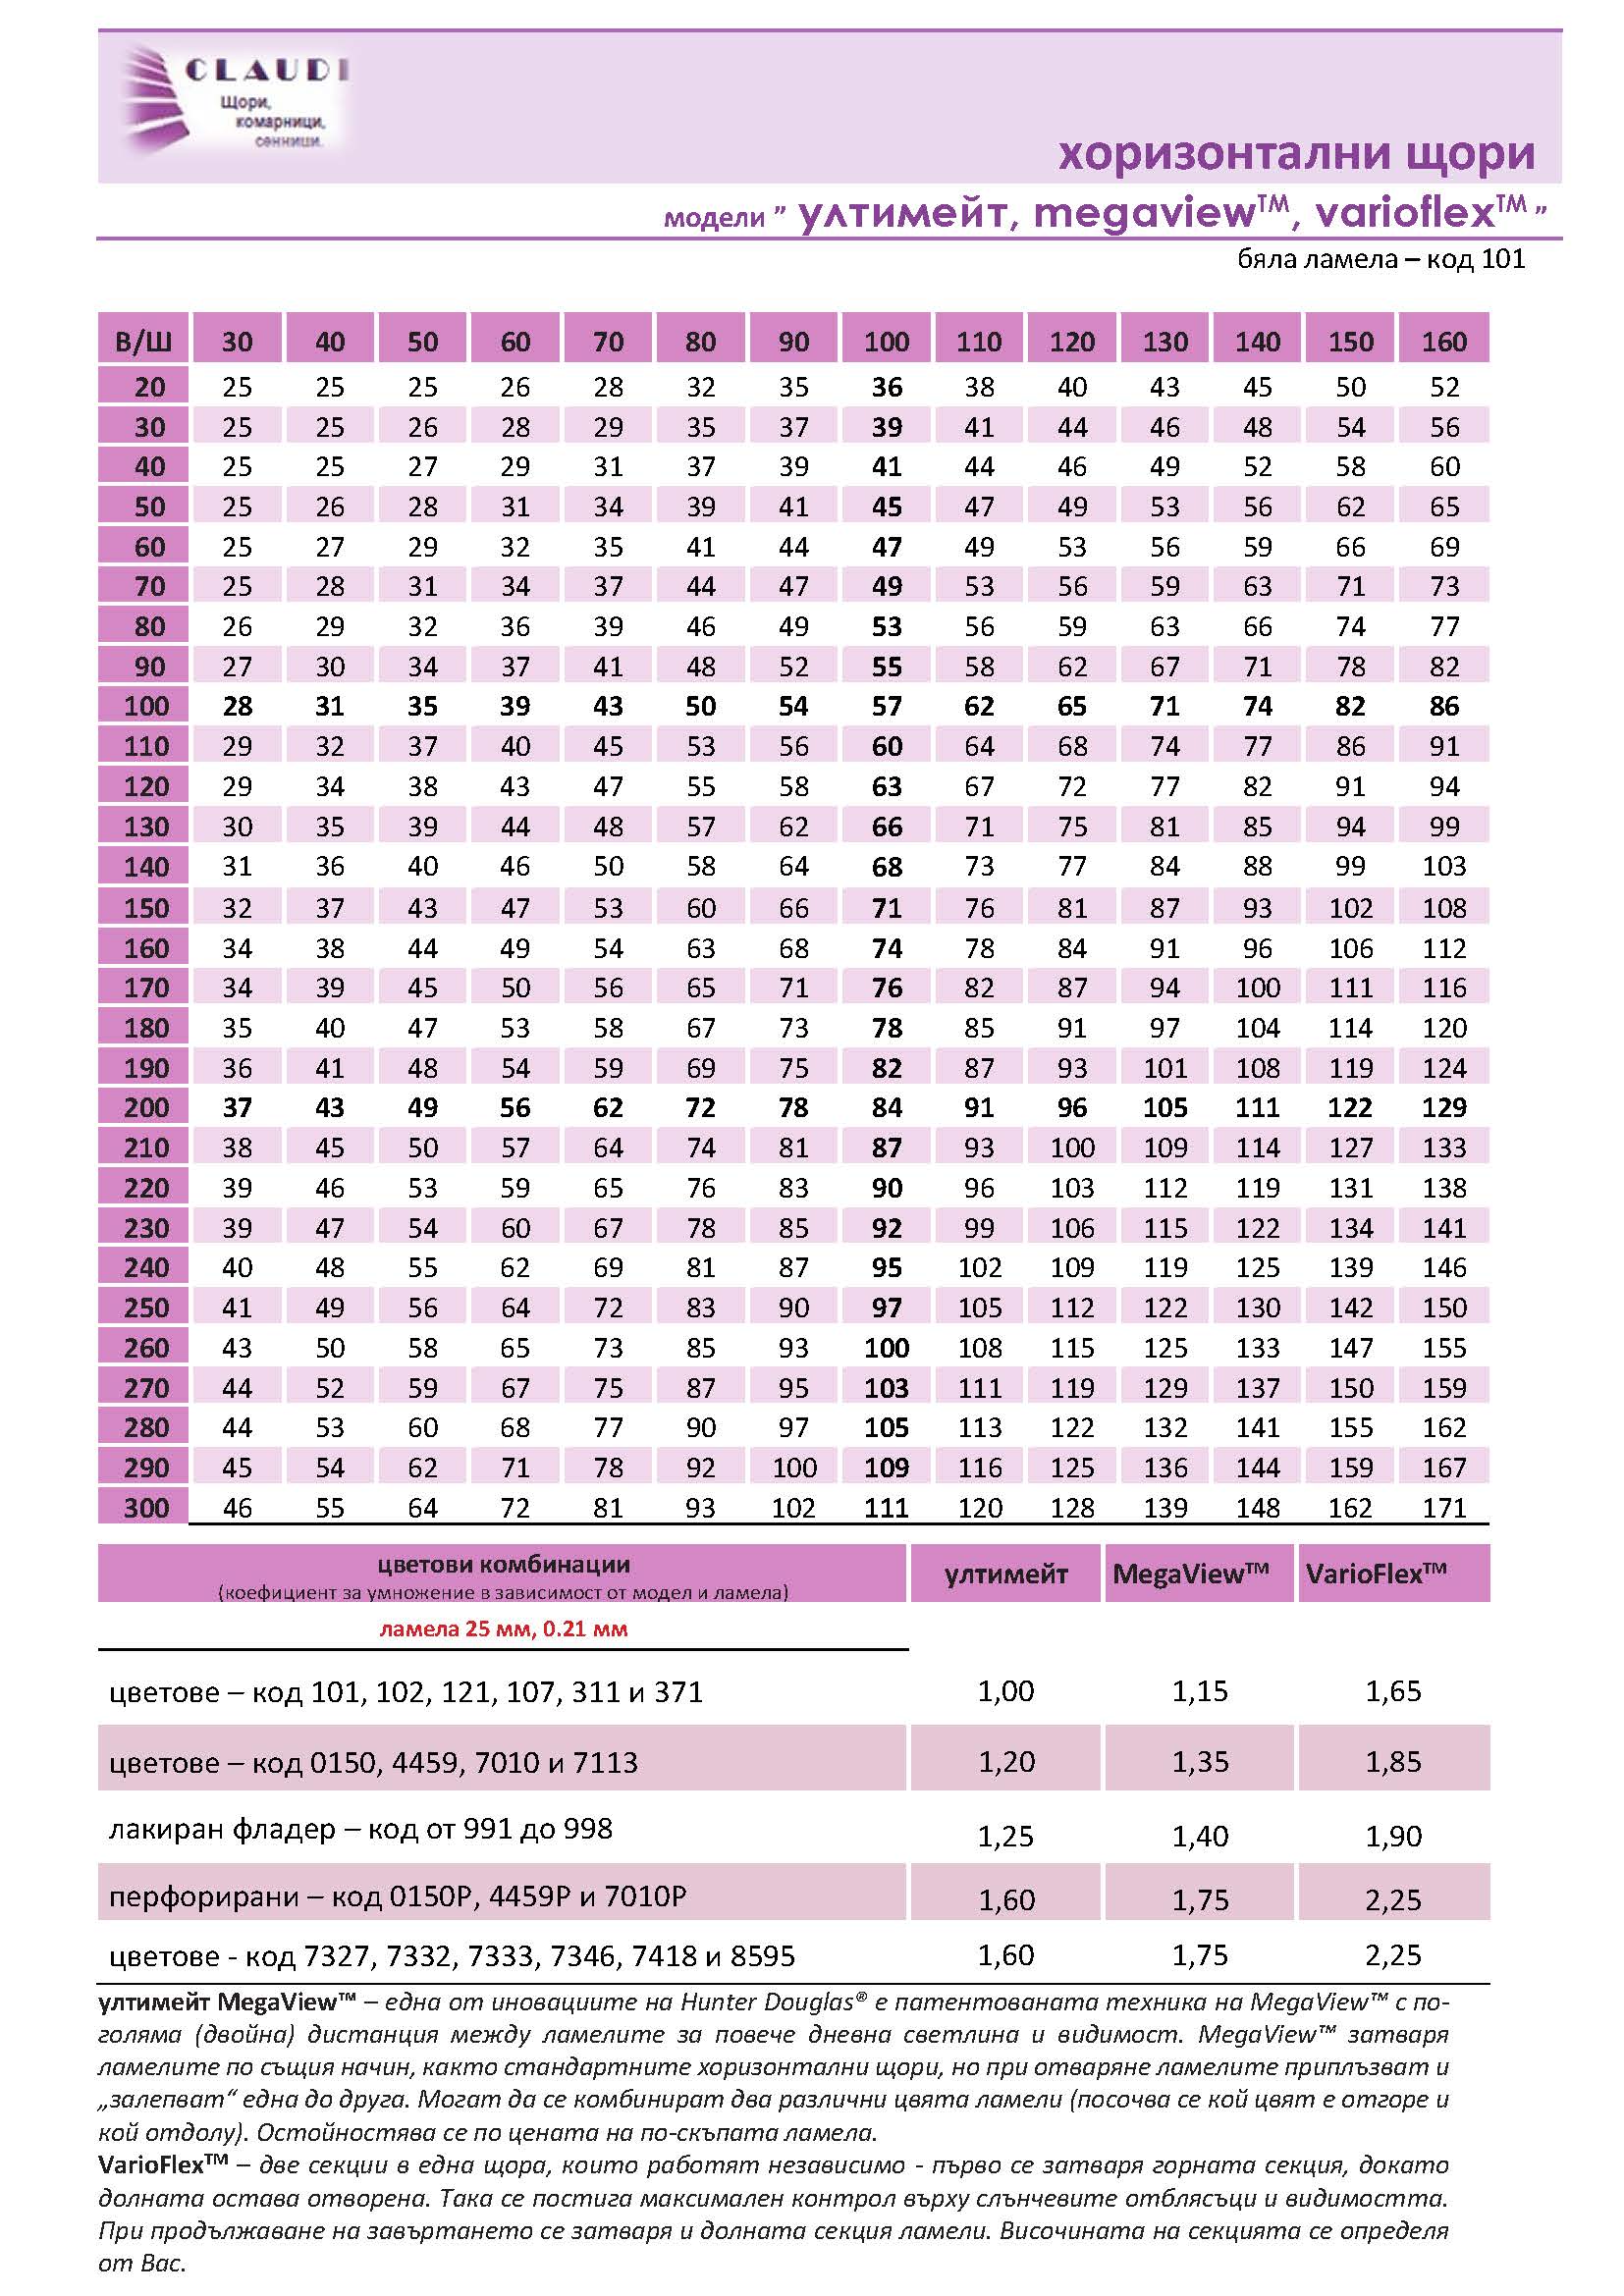 CLAUDI
Щори,
комарници,
сенници.
хоризонтални щори
модели ” ултимейт, megaview™, varioflex™ ”
бяла ламела – код 101
В/Ш 30 40 50 60 70 80 90 100 110 120 130 140 150 160
20 25 25 25 26 28 32 35 36 38 40 43 45 50 52
30 25 25 26 28 29 35 37 39 41 44 46 48 54 56
40 25 25 27 29 31 37 39 41 44 46 49 52 58 60
50 25 26 28 31 34 39 41 45 47 49 53 56 62 65
60 25 27 29 32 35 41 44 47 49 53 56 59 66 69
70 25 28 31 34 37 44 47 49 53 56 59 63 71 73
80 26 29 32 36 39 46 49 53 56 59 63 66 74 77
90 27 30 34 37 41 48 52 55 58 62 67 71 78 82
100 28 31 35 39 43 50 54 57 62 65 71 74 82 86
110 29 32 37 40 45 53 56 60 64 68 74 77 86 91
120 29 34 38 43 47 55 58 63 67 72 77 82 91 94
130 30 35 39 44 48 57 62 66 71 75 81 85 94 99
140 31 36 40 46 50 58 64 68 73 77 84 88 99 103
150 32 37 43 47 53 60 66 71 76 81 87 93 102 108
160 34 38 44 49 54 63 68 74 78 84 91 96 106 112
170 34 39 45 50 56 65 71 76 82 87 94 100 111 116
180 35 40 47 53 58 67 73 78 85 91 97 104 114 120
190 36 41 48 54 59 69 75 82 87 93 101 108 119 124
200 37 43 49 56 62 72 78 84 91 96 105 111 122 129
210 38 45 50 57 64 74 81 87 93 100 109 114 127 133
220 39 46 53 59 65 76 83 90 96 103 112 119 131 138
230 39 47 54 60 67 78 85 92 99 106 115 122 134 141
240 40 48 55 62 69 81 87 95 102 109 119 125 139 146
250 41 49 56 64 72 83 90 97 105 112 122 130 142 150
260 43 50 58 65 73 85 93 100 108 115 125 133 147 155
270 44 52 59 67 75 87 95 103 111 119 129 137 150 159
280 44 53 60 68 77 90 97 105 113 122 132 141 155 162
290 45 54 62 71 78 92 100 109 116 125 136 144 159 167
300 46 55 64 72 81 93 102 111 120 128 139 148 162 171
цветови комбинации ултимейт MegaView™ VarioFlex™
(коефициент за умножение в зависимост от модел и ламела)
ламела 25 мм, 0.21 мм
цветове – код 101, 102, 121, 107, 311 и 371 1,00 1,15 1,65
цветове – код 0150, 4459, 7010 и 7113 1,20 1,35 1,85
лакиран фладер – код от 991 до 998 1,25 1,40 1,90
перфорирани – код 0150P, 4459P и 7010P 1,60 1,75 2,25
цветове - код 7327, 7332, 7333, 7346, 7418 и 8595 1,60 1,75 2,25
ултимейт MegaView™ – една от иновациите на Hunter Douglas® е патентованата техника на MegaView™ с по-
голяма (двойна) дистанция между ламелите за повече дневна светлина и видимост. MegaView™ затваря
ламелите по същия начин, както стандартните хоризонтални щори, но при отваряне ламелите приплъзват и
„залепват“ една до друга. Могат да се комбинират два различни цвята ламели (посочва се кой цвят е отгоре и
кой отдолу). Остойностява се по цената на по-скъпата ламела.
VarioFlex™ – две секции в една щора, които работят независимо - първо се затваря горната секция, докато
долната остава отворена. Така се постига максимален контрол върху слънчевите отблясъци и видимостта.
При продължаване на завъртането се затваря и долната секция ламели. Височината на секцията се определя
от Вас.